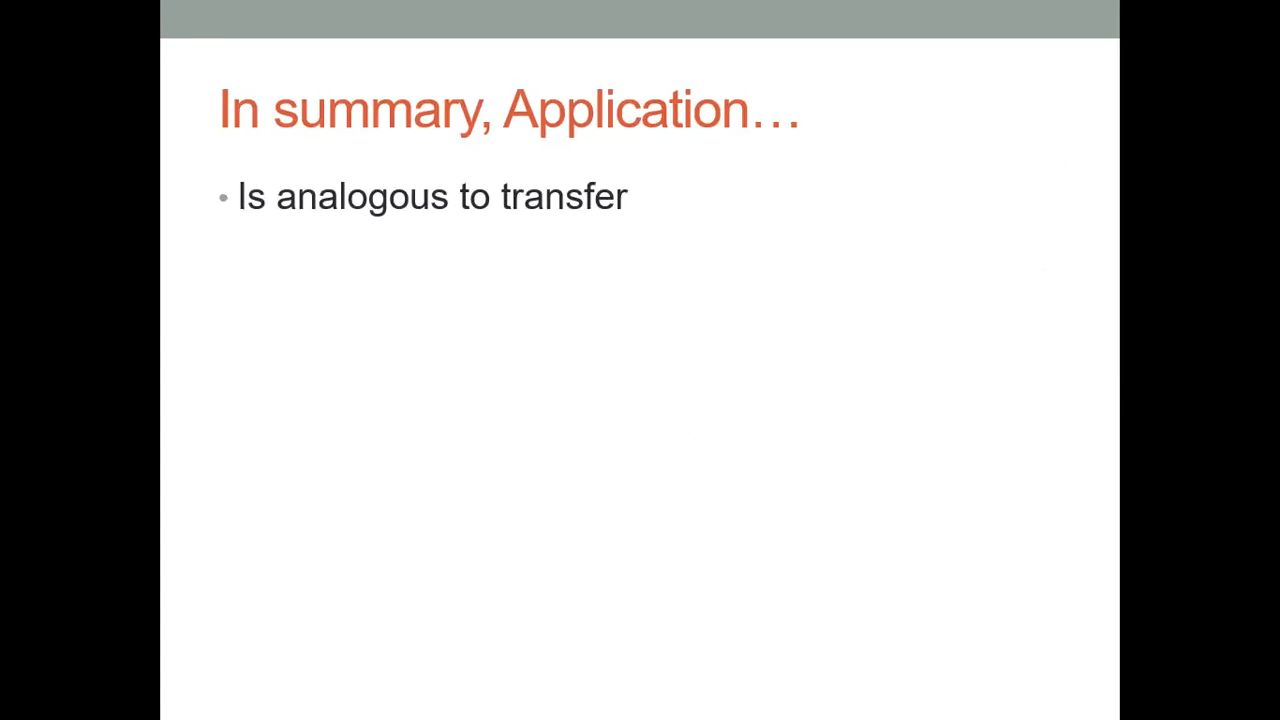 In summary, Application…
• Is analogous to transfer